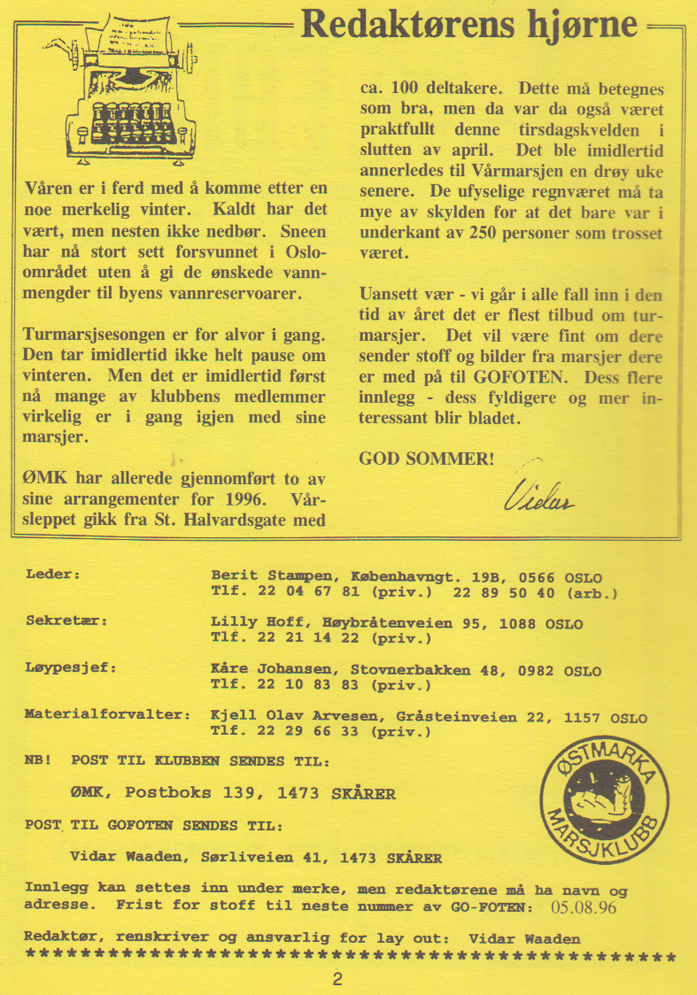 Redaktørens hjørne
Våren er i ferd med å komme etter en
noe merkelig vinter. Kaldt har det
vært, men nesten ikke nedbør. Sneen
har nå stort sett forsvunnet i Oslo-
området uten å gi de ønskede vann-
mengder til byens vannreservoarer.
Turmarsjsesongen er for alvor i gang.
Den tar imidlertid ikke helt pause om
vinteren. Men det er imidlertid først
nå mange av klubbens medlemmer
virkelig er i gang igjen med sine
marsjer.
ØMK har allerede gjennomført to av
sine arrangementer for 1996. Vår-
sleppet gikk fra St. Halvardsgate med
ca. 100 deltakere. Dette må betegnes
som bra, men da var da også været
praktfullt denne tirsdagskvelden i
slutten av april. Det ble imidlertid
annerledes til Vårmarsjen en drøy uke
senere. De ufyselige regnværet må ta
mye av skylden for at det bare var i
underkant av 250 personer som trosset
været.
Uansett vær - vi går i alle fall inn i den
tid av året det er flest tilbud om tur-
marsjer. Det vil være fint om dere
sender stoff og bilder fra marsjer dere
er med på til GOFOTEN. Dess flere
innlegg - dess fyldigere og mer in-
teressant blir bladet.
GOD SOMMER!
Vidar
Leder: Berit Stampen, Københavngt. 19B, 0566 OSLO
Tlf. 22 04 67 81 (priv.) 22 89 50 40 (arb.)
Sekretær: Lilly Hoff, Høybråtenveien 95, 1088 OSLO
Tlf. 22 21 14 22 (priv.)
Løypesjef: Kåre Johansen, Stovnerbakken 48, 0982 OSLO
Tlf. 22 10 83 83 (priv.)
Materialforvalter: Kjell Olav Arvesen, Gråsteinveien 22, 1157 OSLO
Tlf. 22 29 66 33 (priv.)
NB! POST TIL KLUBBEN SENDES TIL:
ØMK, Postboks 139, 1473 SKÅRER
POST TIL GOFOTEN SENDES TIL:
Vidar Waaden, Sørliveien 41, 1473 SKÅRER
ØSTMARKA
MARSJKLUBB
Innlegg kan settes inn under merke, men redaktørene må ha navn og
adresse. Frist for stoff til neste nummer av GO-FOTEN: 05.08.96
Redaktør, renskriver og ansvarlig for lay out: Vidar Waaden
************************************************
2